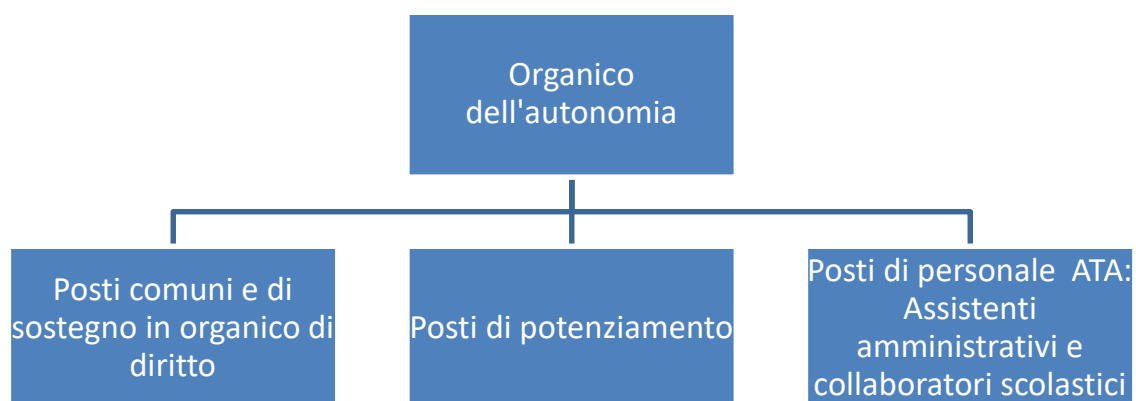 Organico
dell'autonomia
Posti comuni e di
sostegno in organico di
diritto
Posti di potenziamento
Posti di personale  ATA:
Assistenti
amministrativi e
collaboratori scolastici